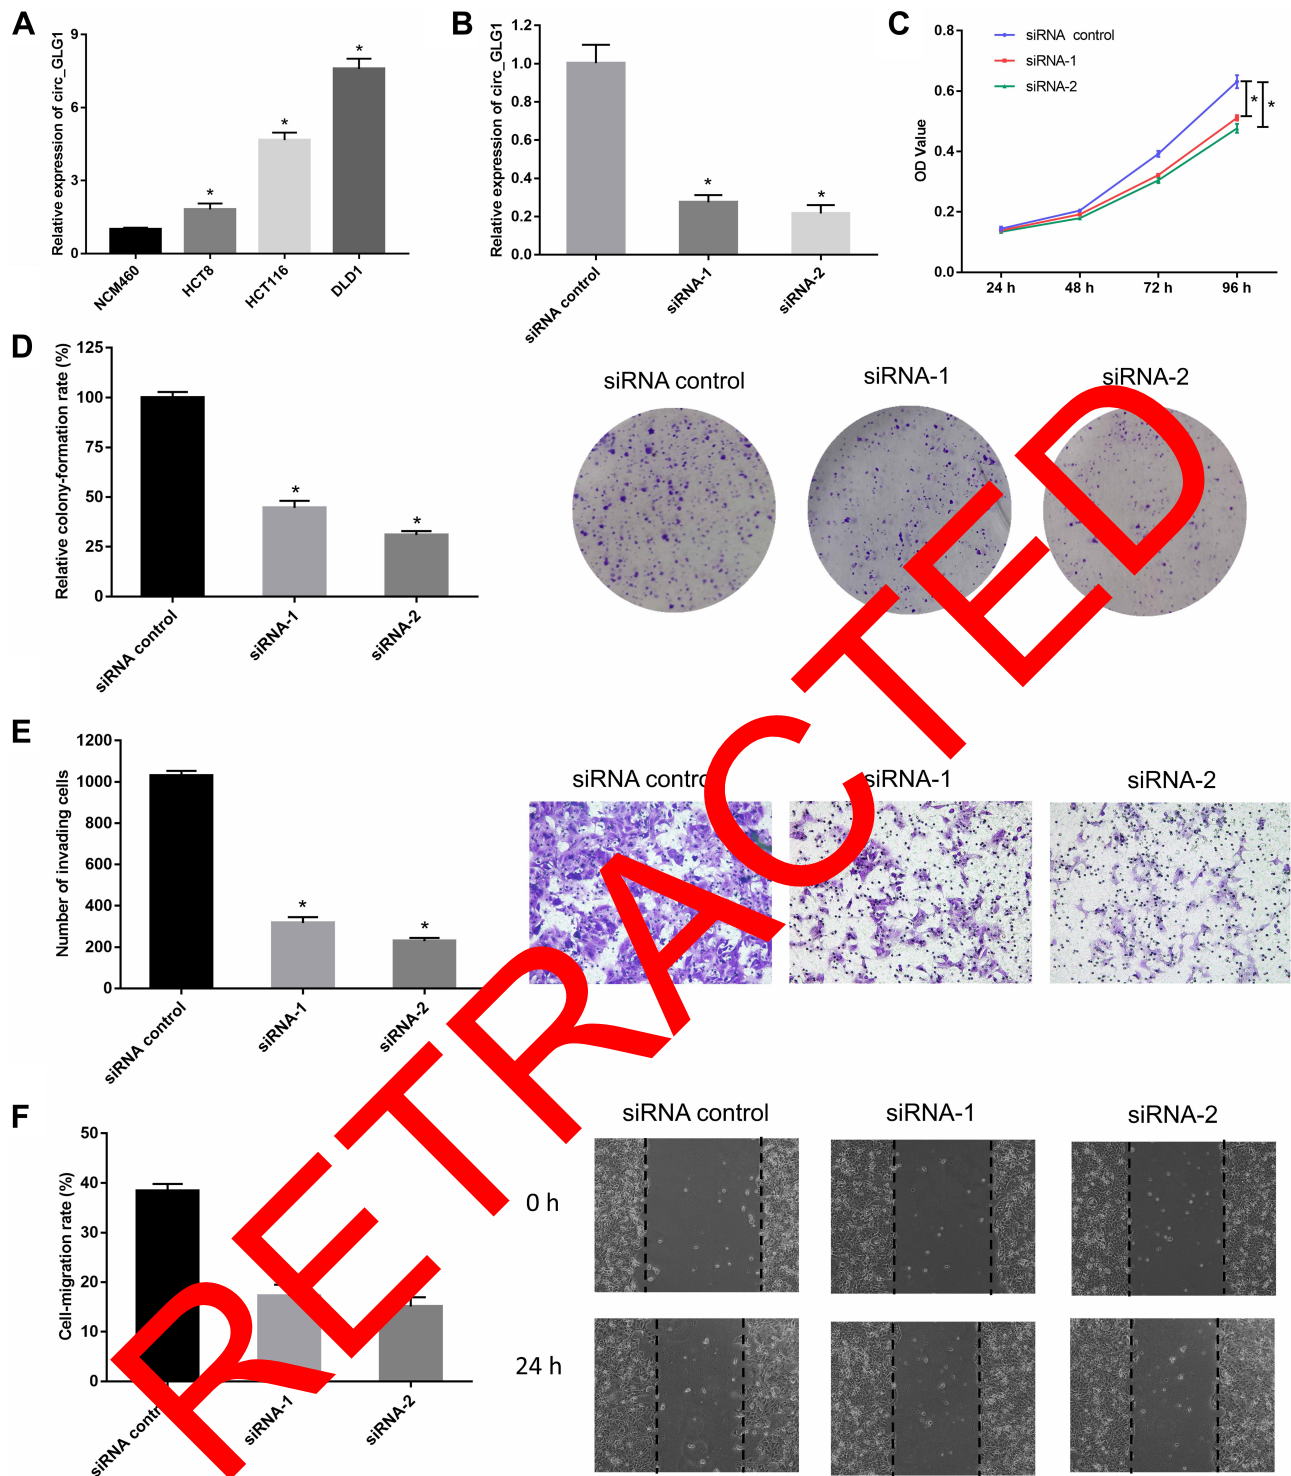 A
Relative expression of circ_GLG1
9
6
3
0
*
*
*
NCM460
HCT8
HCT116
DLD1
B
Relative expression of circ_GLG1
1.2
1.0
0.8
0.6
0.4
0.2
0.0
*
*
siRNA control
siRNA-1
siRNA-2
C
OD Value
0.8
0.6
0.4
0.2
0.0
siRNA control
siRNA-1
siRNA-2
*
*
24 h
48 h
72 h
96 h
D
Relative colony-formation rate (%)
125
100
75
50
25
0
*
*
siRNA control
siRNA-1
siRNA-2
siRNA control
siRNA-1
siRNA-2
E
Number of invading cells
1200
1000
800
600
400
200
0
*
*
siRNA control
siRNA-1
siRNA-2
siRNA control
siRNA-1
siRNA-2
F
Cell-migration rate (%)
50
40
30
20
10
0
siRNA control
siRNA-1
siRNA-2
siRNA control
siRNA-1
siRNA-2
0 h
24 h
RETRACTED